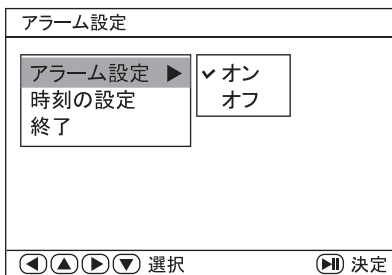 アラーム設定
アラーム設定 ▶ ✓ オン
時刻の設定 オフ
終了
◀ ▲ ▶ ▼ 選択 ▶II 決定